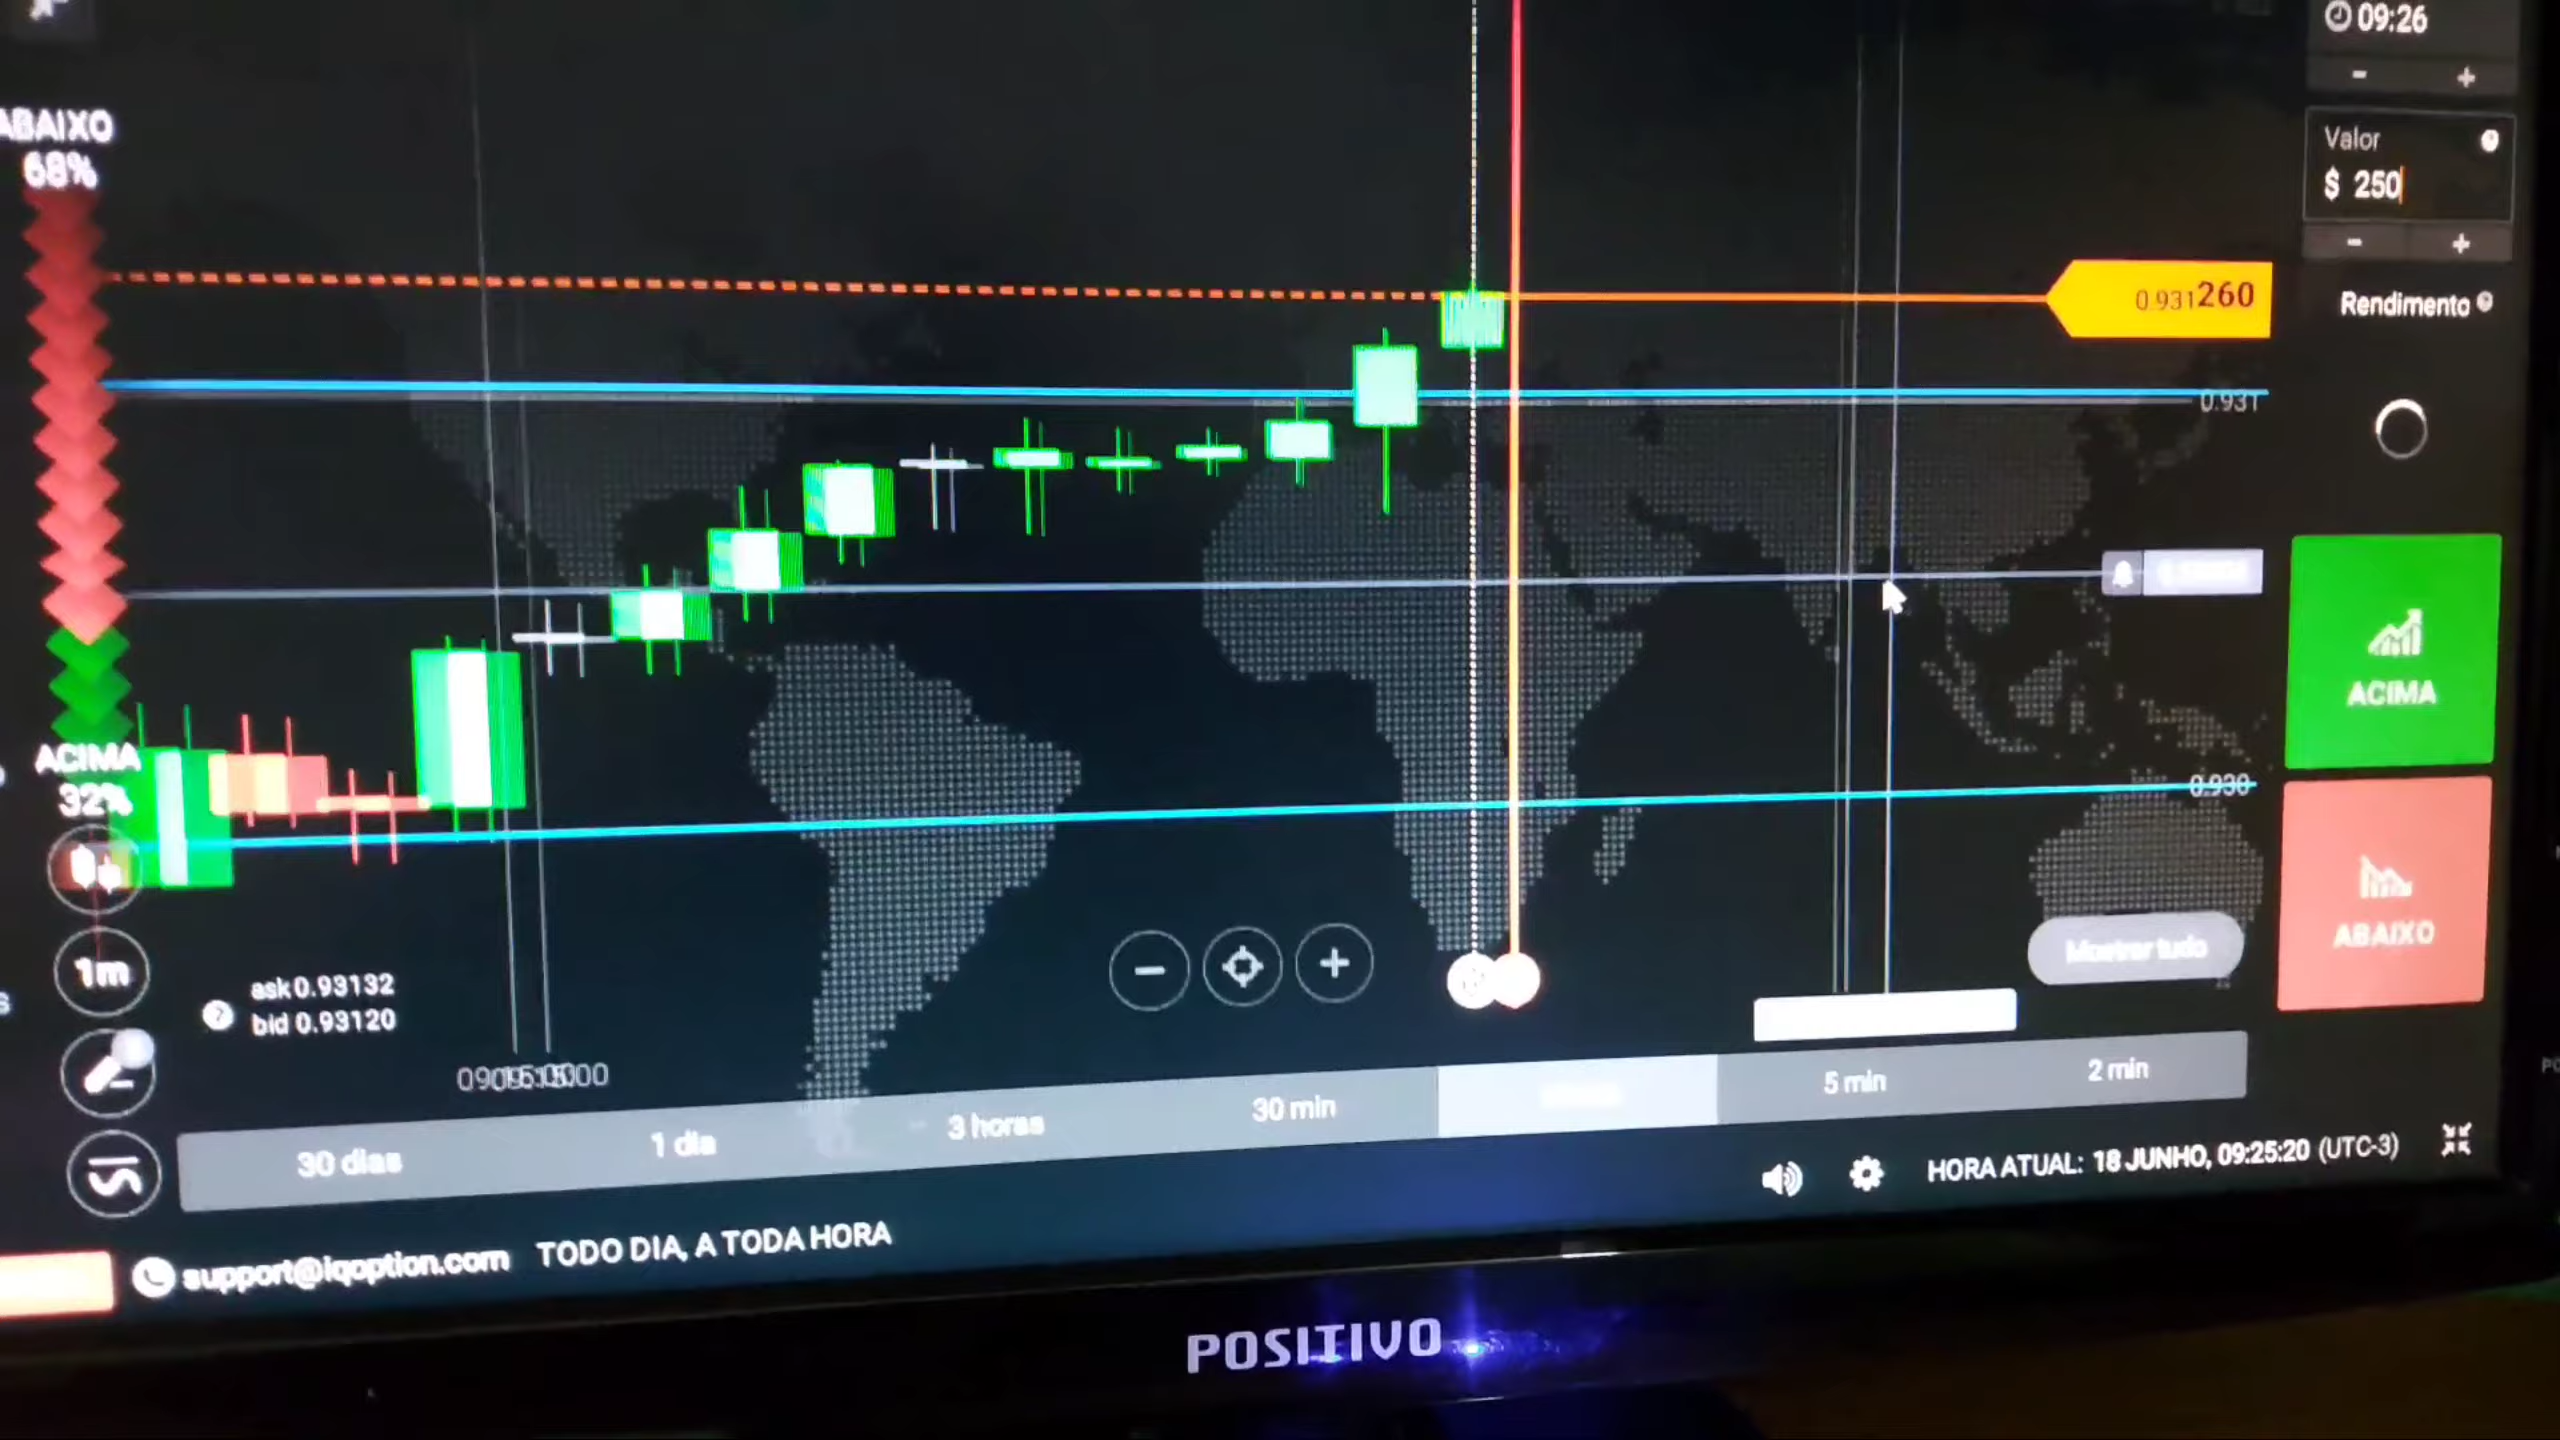 09:26
ABAIXO
68%
Valor
$ 250
0.931260
Rendimento
0.931
ACIMA
ACIMA
32%
0.930
ABAIXO
Mostrar tudo
1m
ask 0.93132
bid 0.93120
30 dias
1 dia
3 horas
30 min
5 min
2 min
HORA ATUAL: 18 JUNHO, 09:25:20 (UTC-3)
support@iqoption.com
TODO DIA, A TODA HORA
POSITIVO